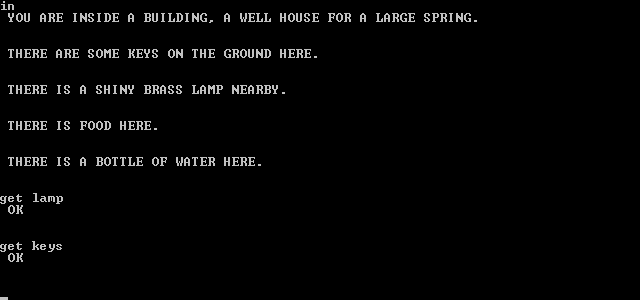 in
YOU ARE INSIDE A BUILDING, A WELL HOUSE FOR A LARGE SPRING.
THERE ARE SOME KEYS ON THE GROUND HERE.
THERE IS A SHINY BRASS LAMP NEARBY.
THERE IS FOOD HERE.
THERE IS A BOTTLE OF WATER HERE.
get lamp
OK
get keys
OK